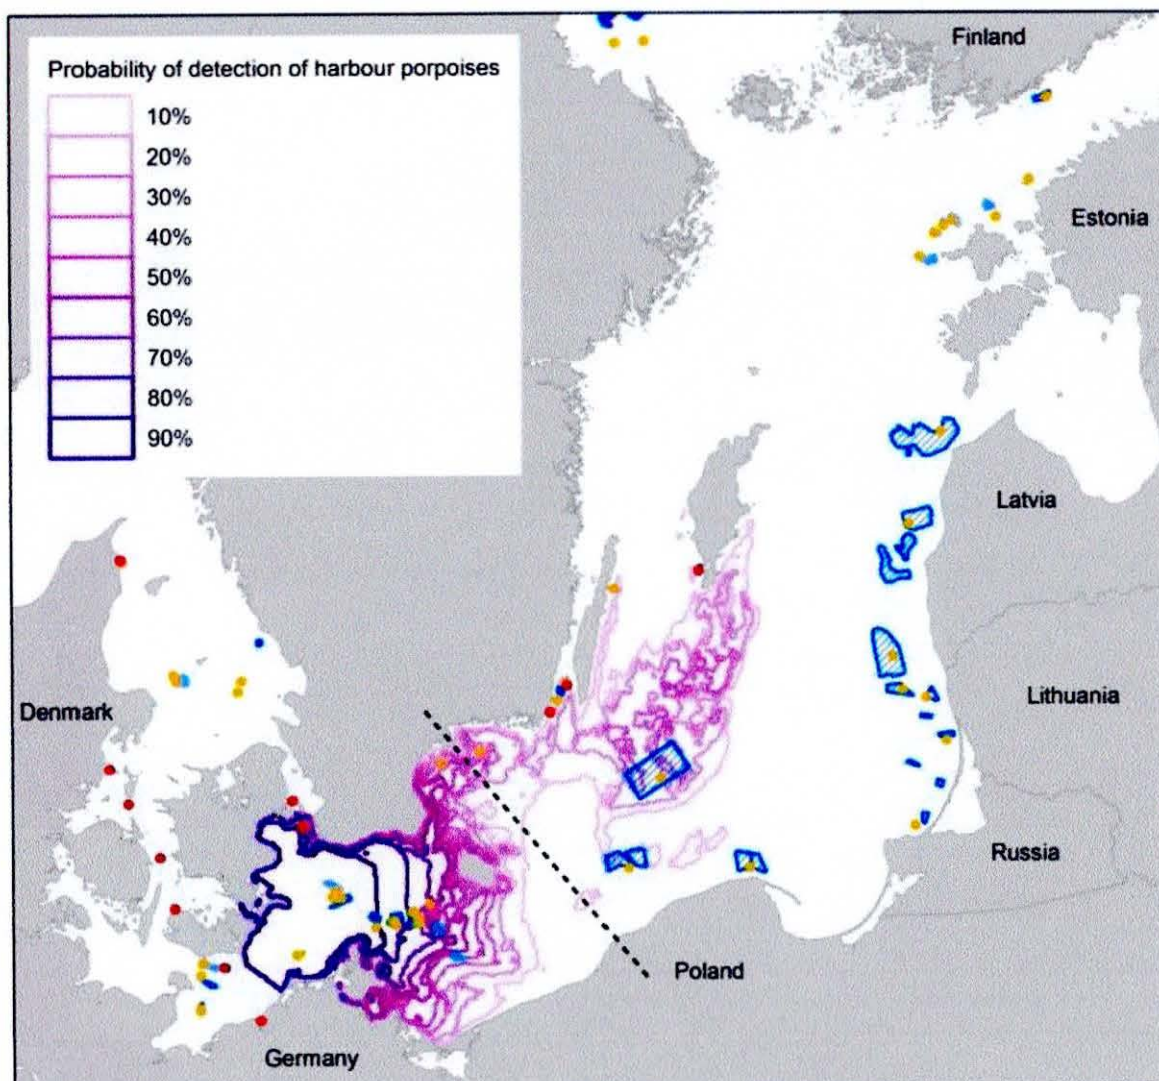 Probability of detection of harbour porpoises
10%
20%
30%
40%
50%
60%
70%
80%
90%
Finland
Estonia
Latvia
Lithuania
Russia
Poland
Germany
Denmark